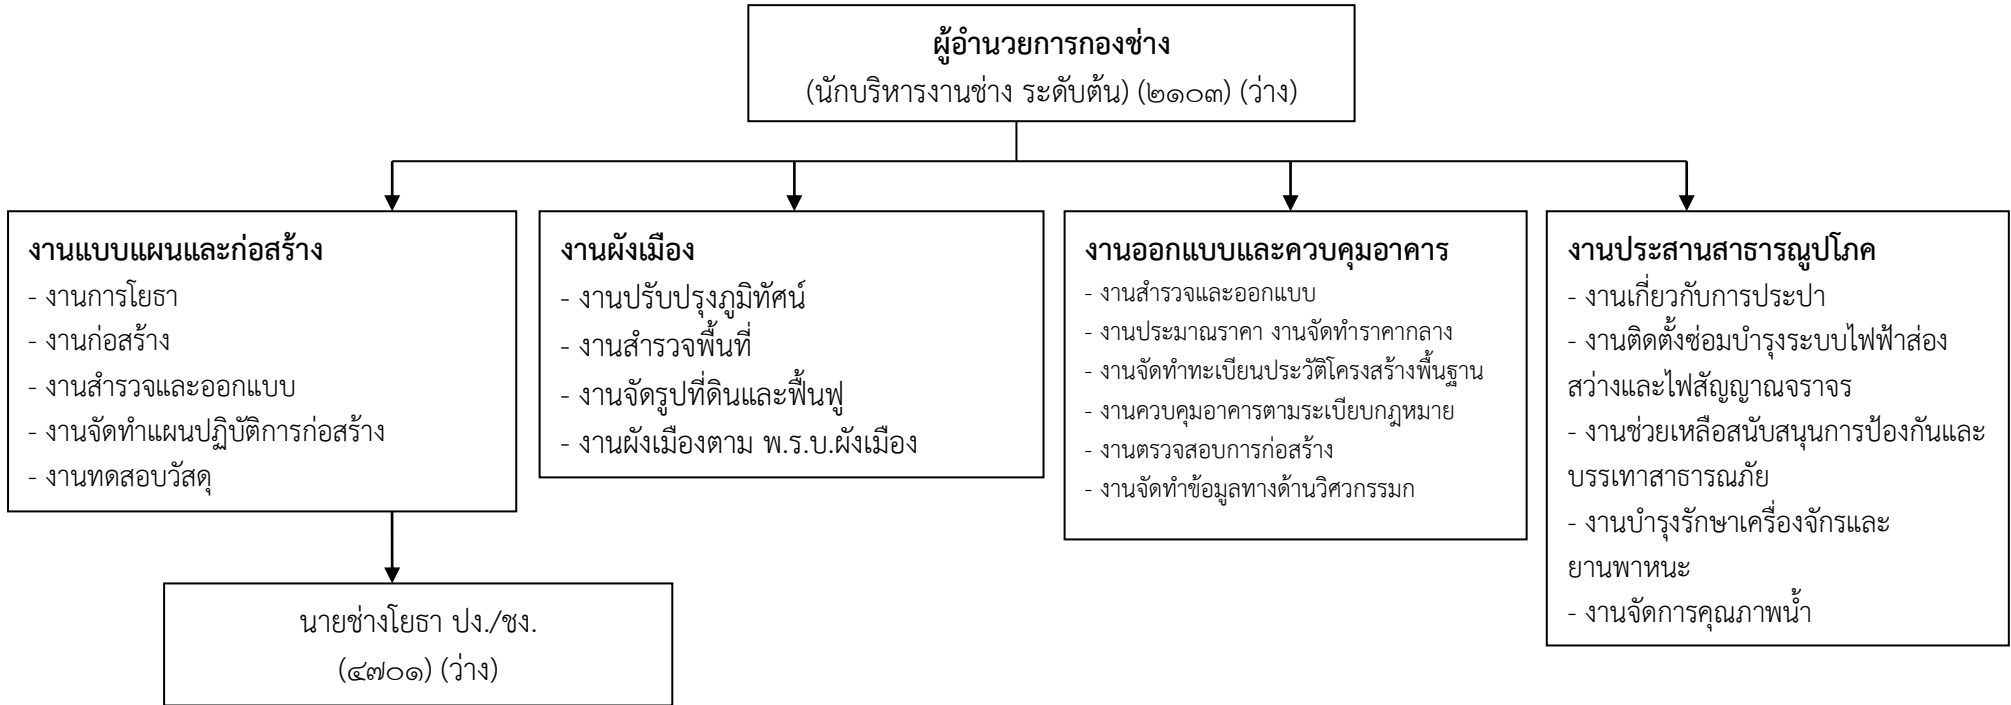 ผู้อำนวยการกองช่าง
(นักบริหารงานช่าง ระดับต้น) (๒๑๐๓) (ว่าง)
งานแบบแผนและก่อสร้าง
- งานการโยธา
- งานก่อสร้าง
- งานสำรวจและออกแบบ
- งานจัดทำแผนปฏิบัติการก่อสร้าง
- งานทดสอบวัสดุ
งานผังเมือง
- งานปรับปรุงภูมิทัศน์
- งานสำรวจพื้นที่
- งานจัดรูปที่ดินและฟื้นฟู
- งานผังเมืองตาม พ.ร.บ.ผังเมือง
งานออกแบบและควบคุมอาคาร
- งานสำรวจและออกแบบ
- งานประมาณราคา งานจัดทำราคากลาง
- งานจัดทำทะเบียนประวัติโครงสร้างพื้นฐาน
- งานควบคุมอาคารตามระเบียบกฎหมาย
- งานตรวจสอบการก่อสร้าง
- งานจัดทำข้อมูลทางด้านวิศวกรรมก
งานประสานสาธารณูปโภค
- งานเกี่ยวกับการประปา
- งานติดตั้งซ่อมบำรุงระบบไฟฟ้าส่อง
สว่างและไฟสัญญาณจราจร
- งานช่วยเหลือสนับสนุนการป้องกันและ
บรรเทาสาธารณภัย
- งานบำรุงรักษาเครื่องจักรและ
ยานพาหนะ
- งานจัดการคุณภาพน้ำ
นายช่างโยธา ปง./ชง.
(๔๗๐๑) (ว่าง)